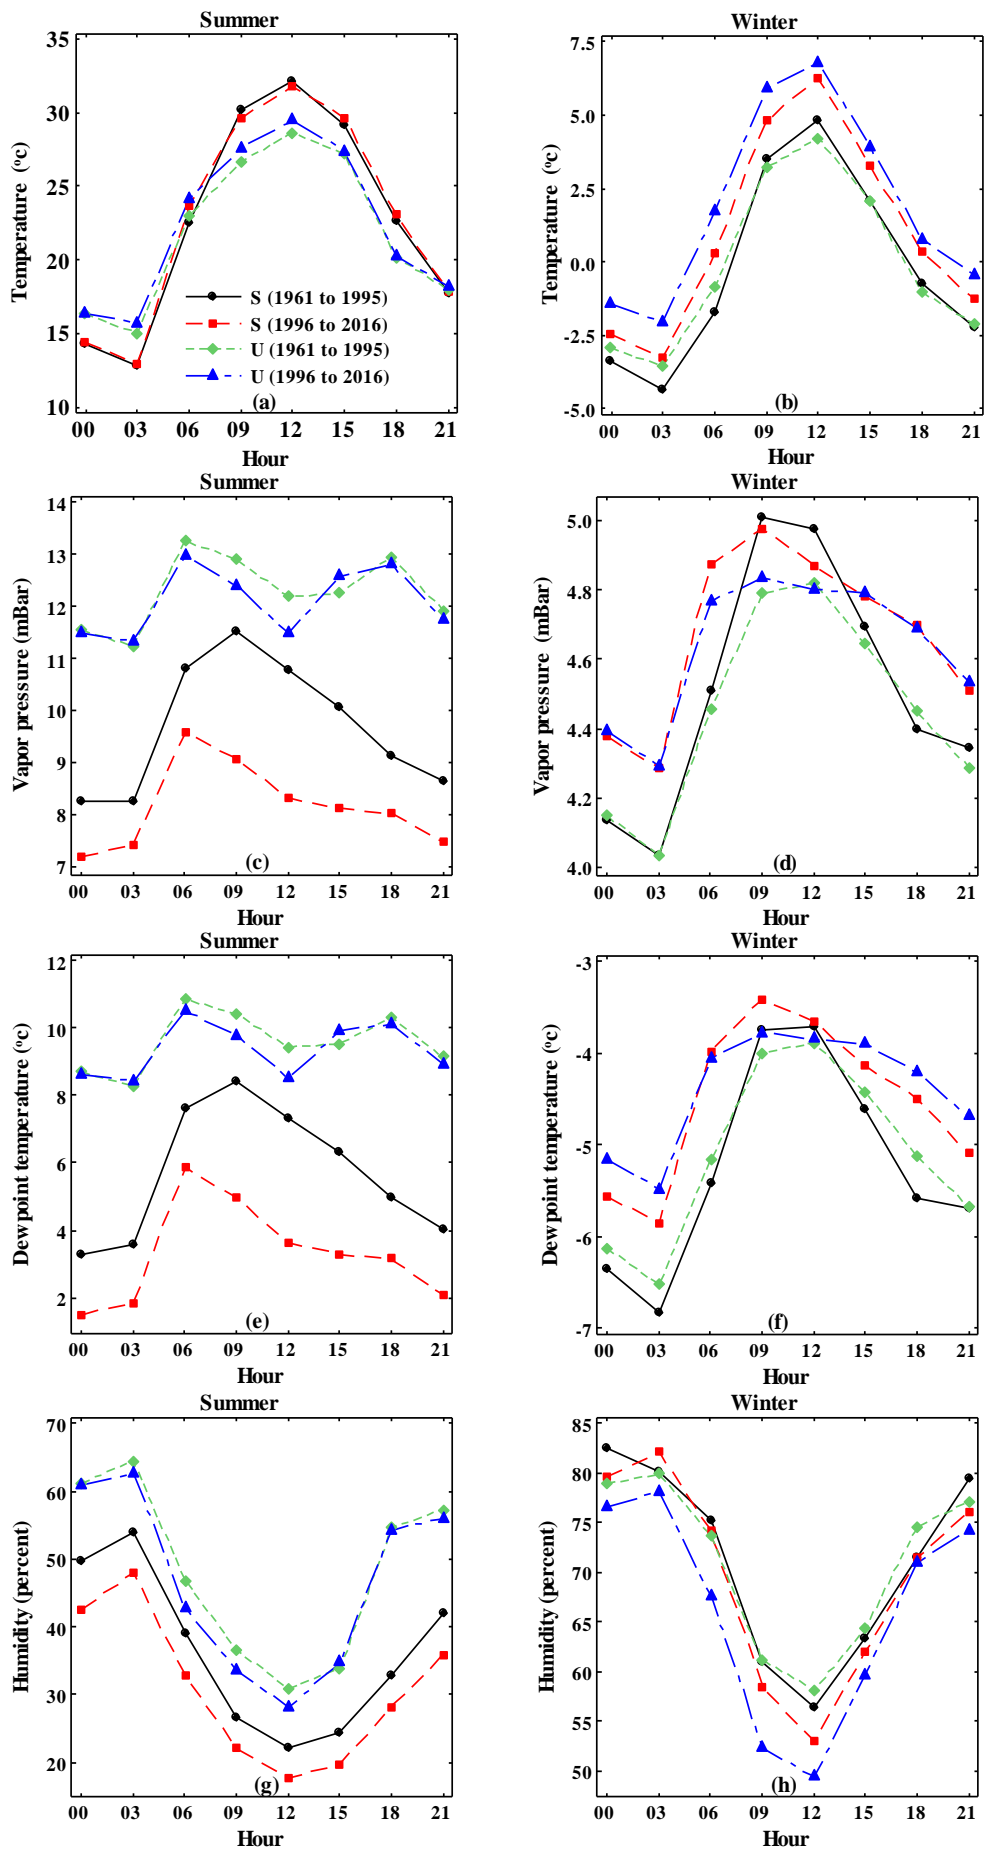 Summer
35
30
25
20
15
10
Temperature (°c)
S (1961 to 1995)
S (1996 to 2016)
U (1961 to 1995)
U (1996 to 2016)
(a)
00 03 06 09 12 15 18 21
Hour
Winter
7.5
5.0
2.5
0.0
-2.5
-5.0
Temperature (°c)
(b)
00 03 06 09 12 15 18 21
Hour
Summer
14
13
12
11
10
9
8
7
Vapor pressure (mBar)
(c)
00 03 06 09 12 15 18 21
Hour
Winter
5.0
4.8
4.6
4.4
4.2
4.0
Vapor pressure (mBar)
(d)
00 03 06 09 12 15 18 21
Hour
Summer
12
10
8
6
4
2
Dewpoint temperature (°c)
(e)
00 03 06 09 12 15 18 21
Hour
Winter
-3
-4
-5
-6
-7
Dewpoint temperature (°c)
(f)
00 03 06 09 12 15 18 21
Hour
Summer
70
60
50
40
30
20
Humidity (percent)
(g)
00 03 06 09 12 15 18 21
Hour
Winter
85
80
75
70
65
60
55
50
Humidity (percent)
(h)
00 03 06 09 12 15 18 21
Hour